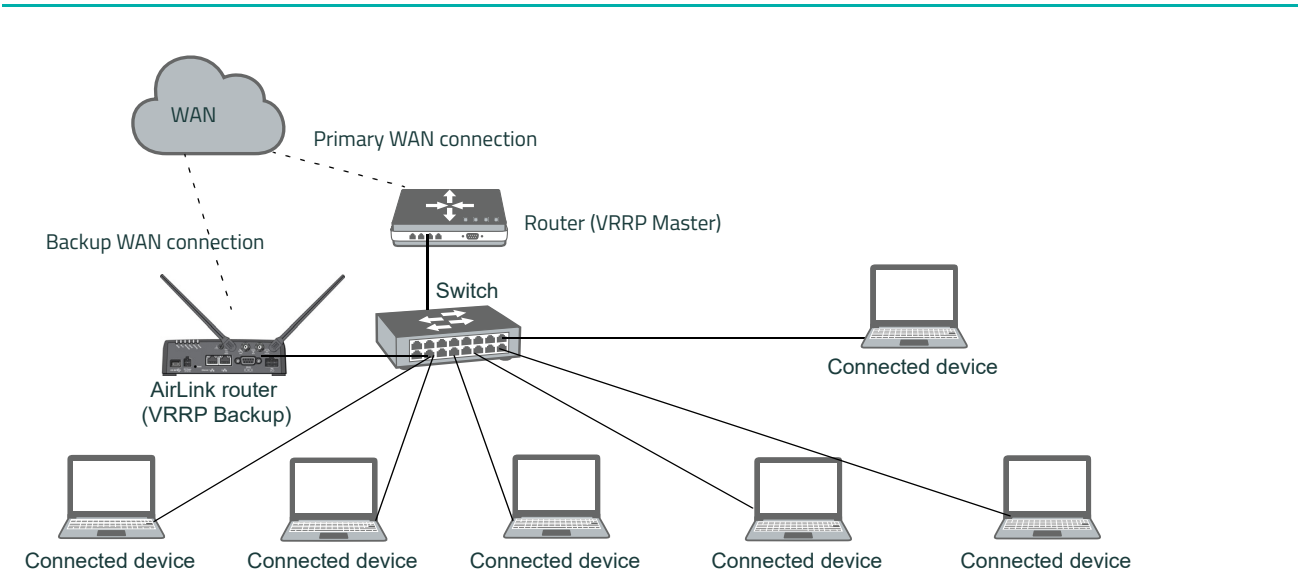 WAN
Primary WAN connection
Router (VRRP Master)
Backup WAN connection
Switch
Connected device
AirLink router
(VRRP Backup)
Connected device
Connected device
Connected device
Connected device
Connected device